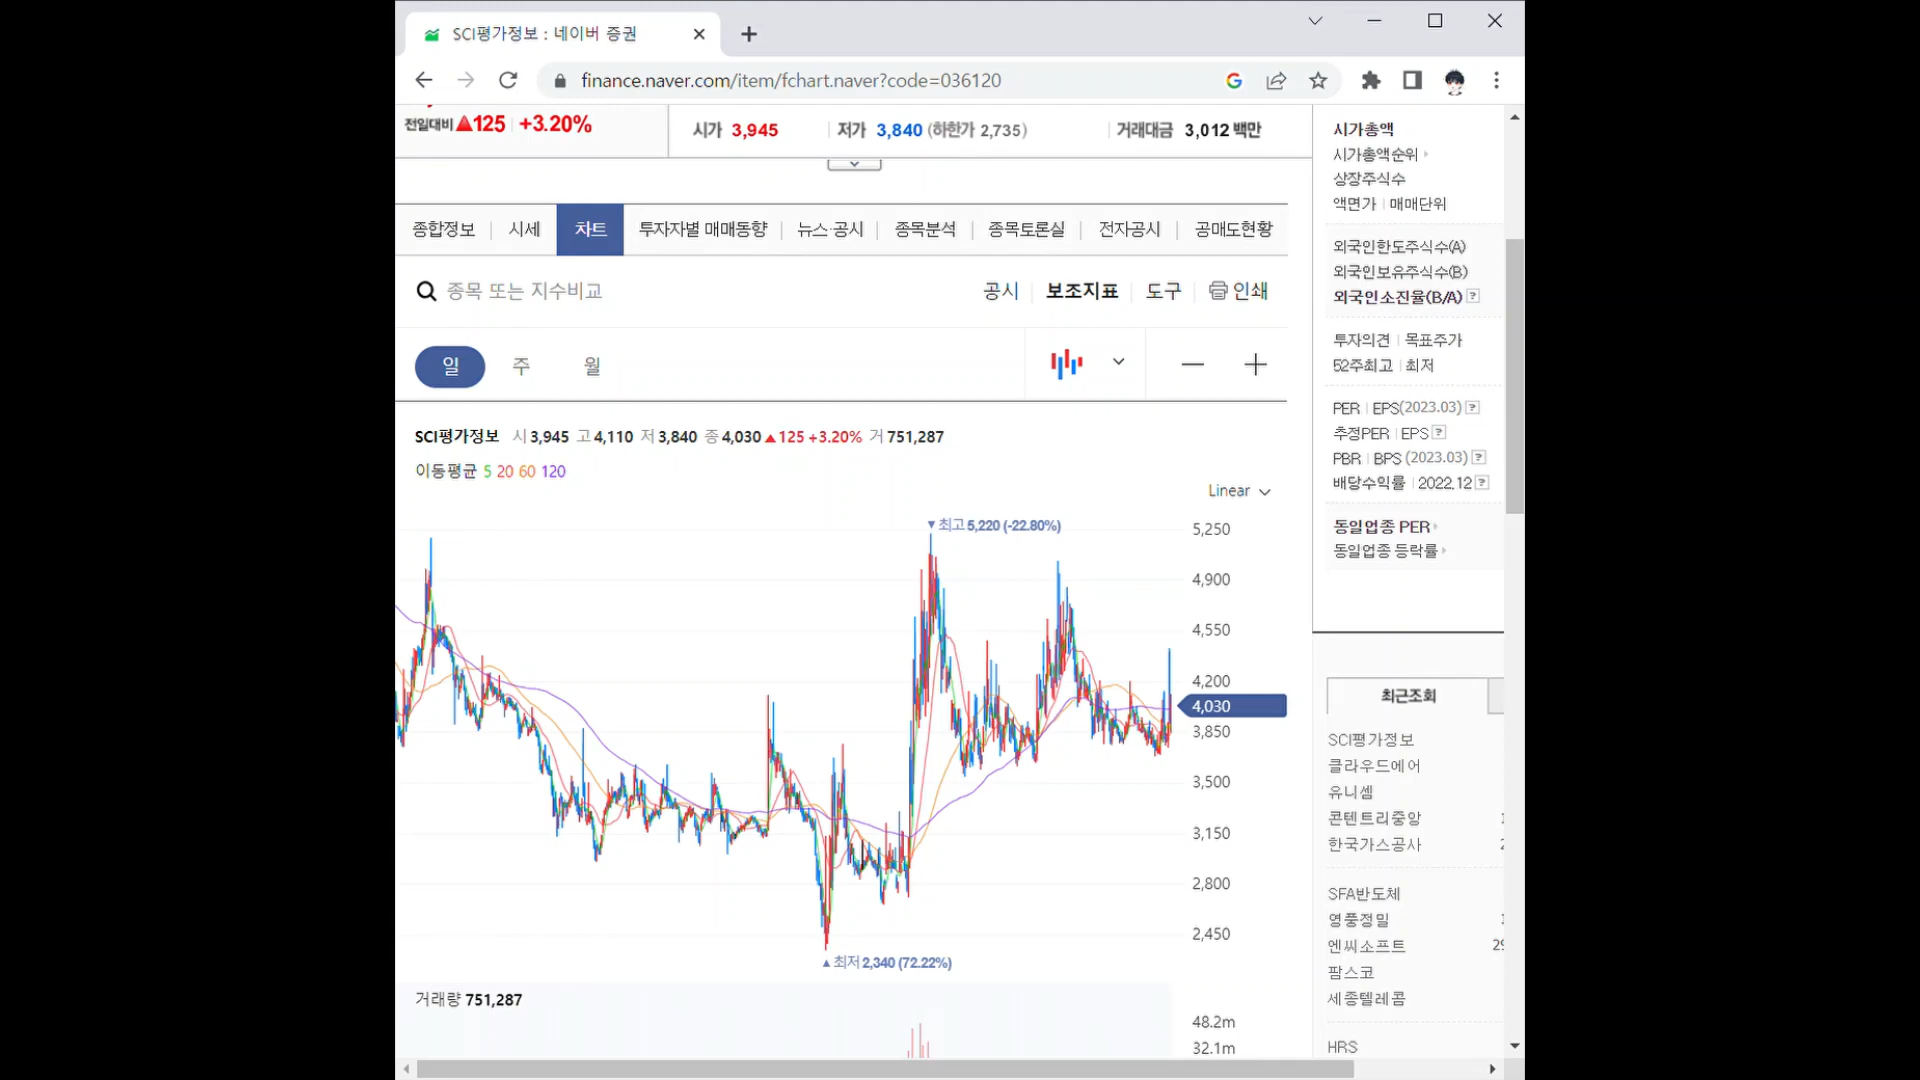 SCI평가정보 : 네이버 증권
finance.naver.com/item/fchart.naver?code=036120
전일대비 ▲125 +3.20%
시가 3,945 저가 3,840 (하한가 2,735) 거래대금 3,012 백만
종합정보 시세 차트 투자자별 매매동향 뉴스·공시 종목분석 종목토론실 전자공시 공매도현황
종목 또는 지수비교 공시 보조지표 도구 인쇄
일 주 월
SCI평가정보 시 3,945 고 4,110 저 3,840 종 4,030 ▲125 +3.20% 거 751,287
이동평균 5 20 60 120
Linear
▼최고 5,220 (-22.80%)
5,250
4,900
4,550
4,200
4,030
3,850
3,500
3,150
2,800
2,450
▲최저 2,340 (72.22%)
거래량 751,287
48.2m
32.1m
시가총액
시가총액순위
상장주식수
액면가 매매단위
외국인한도주식수(A)
외국인보유주식수(B)
외국인소진율(B/A) ?
투자의견 목표주가
52주최고 최저
PER EPS(2023.03) ?
추정PER EPS ?
PBR BPS (2023.03) ?
배당수익률 2022.12 ?
동일업종 PER
동일업종 등락률
최근조회
SCI평가정보
클라우드에어
유니셈
콘텐트리중앙
한국가스공사
SFA반도체
영풍정밀
엔씨소프트
팜스코
세종텔레콤
HRS